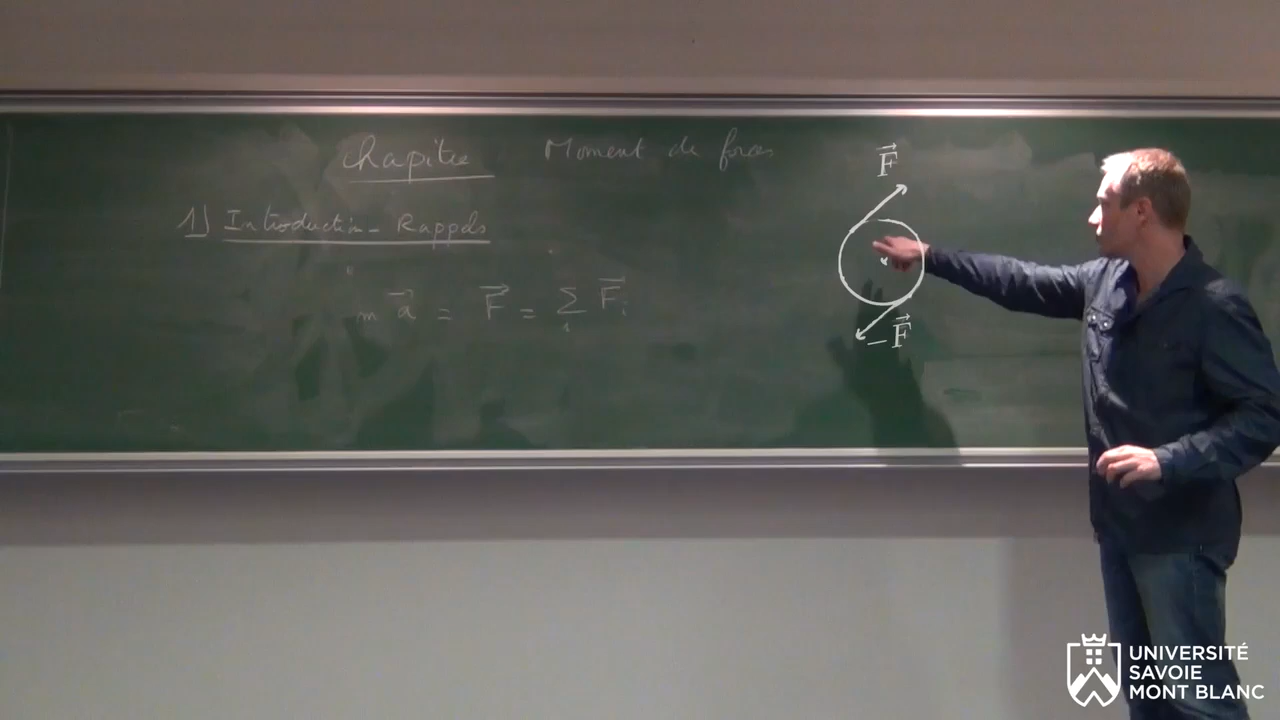 Chapitre Moment de forces
1) Introduction - Rappels
m a⃗ = F⃗ = ∑ᵢ F⃗ᵢ
F⃗
-F⃗
UNIVERSITÉ
SAVOIE
MONT BLANC